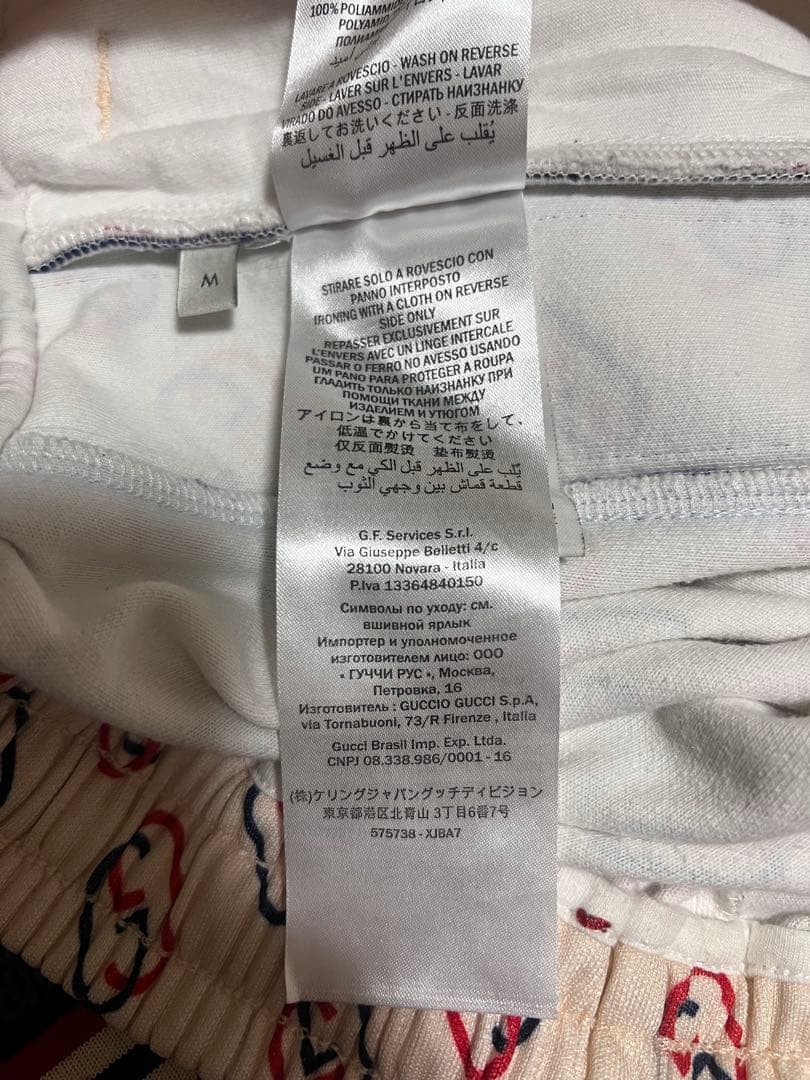 100% POLIAMMID
POLYAMID
ПОЛИАМИ
LAVARE A ROVESCIO - WASH ON REVERSE
SIDE - LAVER SUR L'ENVERS - LAVAR
VIRADO DO AVESSO - СТИРАТЬ НАИЗНАНКУ
裏返してお洗いください - 反面洗涤
يُقلب على الظهر قبل الغسيل
M
STIRARE SOLO A ROVESCIO CON
PANNO INTERPOSTO
IRONING WITH A CLOTH ON REVERSE
SIDE ONLY
REPASSER EXCLUSIVEMENT SUR
L'ENVERS AVEC UN LINGE INTERCALE
PASSAR O FERRO NO AVESSO USANDO
UM PANO PARA PROTEGER A ROUPA
ГЛАДИТЬ ТОЛЬКО НАИЗНАНКУ ПРИ
ПОМОЩИ ТКАНИ МЕЖДУ
ИЗДЕЛИЕМ И УТЮГОМ
アイロンは裏から当て布をして、
低温でかけてください
仅反面熨烫 垫布熨烫
يُلب على الظهر قبل الكي مع وضع
قطعة قماش بين وجهي الثوب
G.F. Services S.r.l.
Via Giuseppe Belletti 4/c
28100 Novara - Italia
P.Iva 13364840150
Символы по уходу: см.
вшивной ярлык
Импортер и уполномоченное
изготовителем лицо: ООО
« ГУЧЧИ РУС », Москва,
Петровка, 16
Изготовитель : GUCCIO GUCCI S.p.A,
via Tornabuoni, 73/R Firenze , Italia
Gucci Brasil Imp. Exp. Ltda.
CNPJ 08.338.986/0001 - 16
(株)ケリングジャパングッチディビジョン
東京都港区北青山 3丁目6番7号
575738 - XJBA7